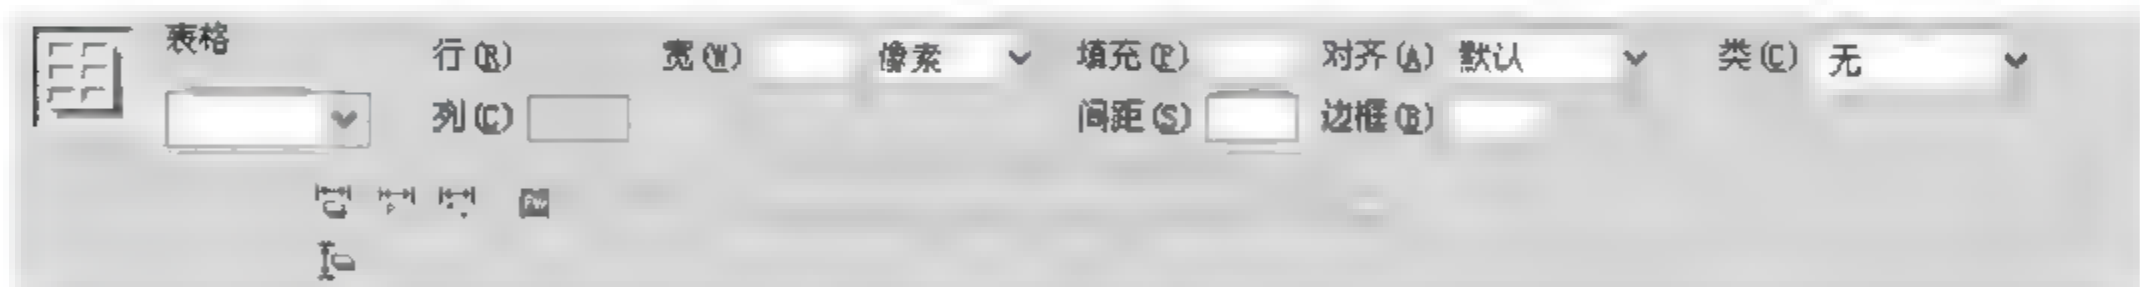 表格 行(R) 宽(W) 像素 填充(P) 对齐(A) 默认 类(C) 无
列(C) 间距(S) 边框(B)
Fw